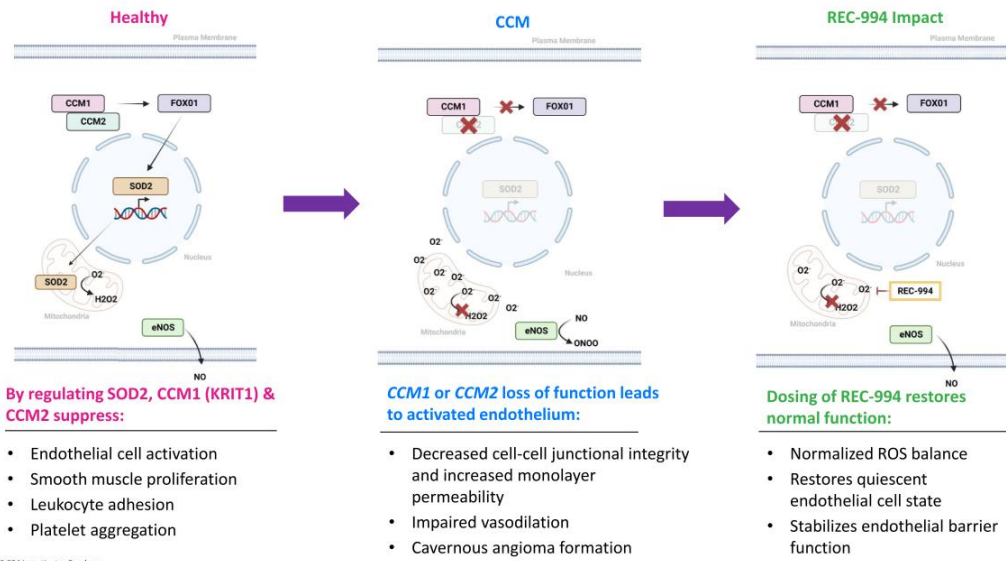 Healthy
Plasma Membrane
CCM1
FOX01
CCM2
SOD2
Nucleus
SOD2
O2⁻
H2O2
Mitochondria
eNOS
NO
By regulating SOD2, CCM1 (KRIT1) &
CCM2 suppress:
• Endothelial cell activation
• Smooth muscle proliferation
• Leukocyte adhesion
• Platelet aggregation
CCM
Plasma Membrane
CCM1
FOX01
SOD2
O2⁻
O2⁻
O2⁻
O2⁻
O2⁻
O2⁻
O2⁻
O2⁻
O2⁻
H2O2
Nucleus
Mitochondria
eNOS
NO
ONOO
CCM1 or CCM2 loss of function leads
to activated endothelium:
• Decreased cell-cell junctional integrity
and increased monolayer
permeability
• Impaired vasodilation
• Cavernous angioma formation
REC-994 Impact
Plasma Membrane
CCM1
FOX01
SOD2
Nucleus
O2⁻
O2⁻
O2⁻
REC-994
H2O2
Mitochondria
eNOS
NO
Dosing of REC-994 restores
normal function:
• Normalized ROS balance
• Restores quiescent
endothelial cell state
• Stabilizes endothelial barrier
function